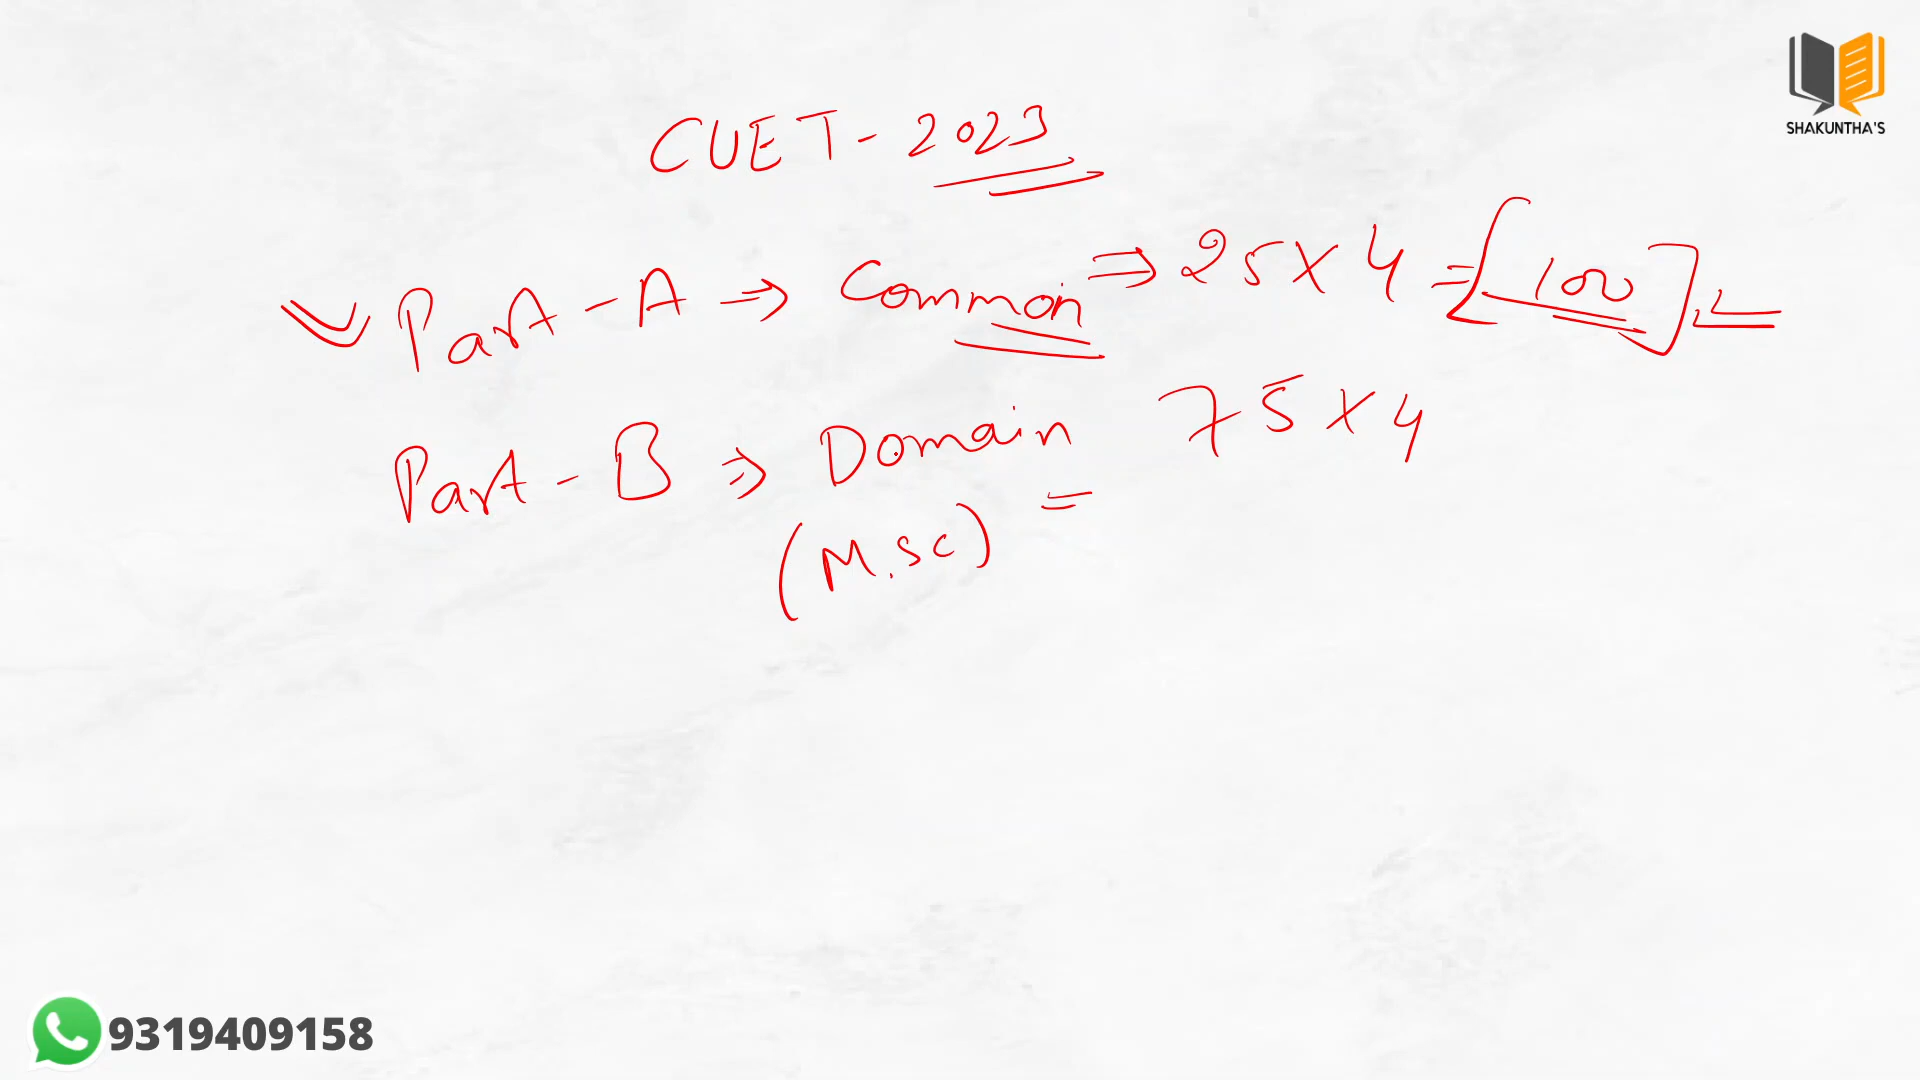 SHAKUNTHA'S
CUET - 2023
Part - A ⇒ Common ⇒ 25 X 4 = [100]
Part - B ⇒ Domain 75 X 4
(M.sc) =
9319409158